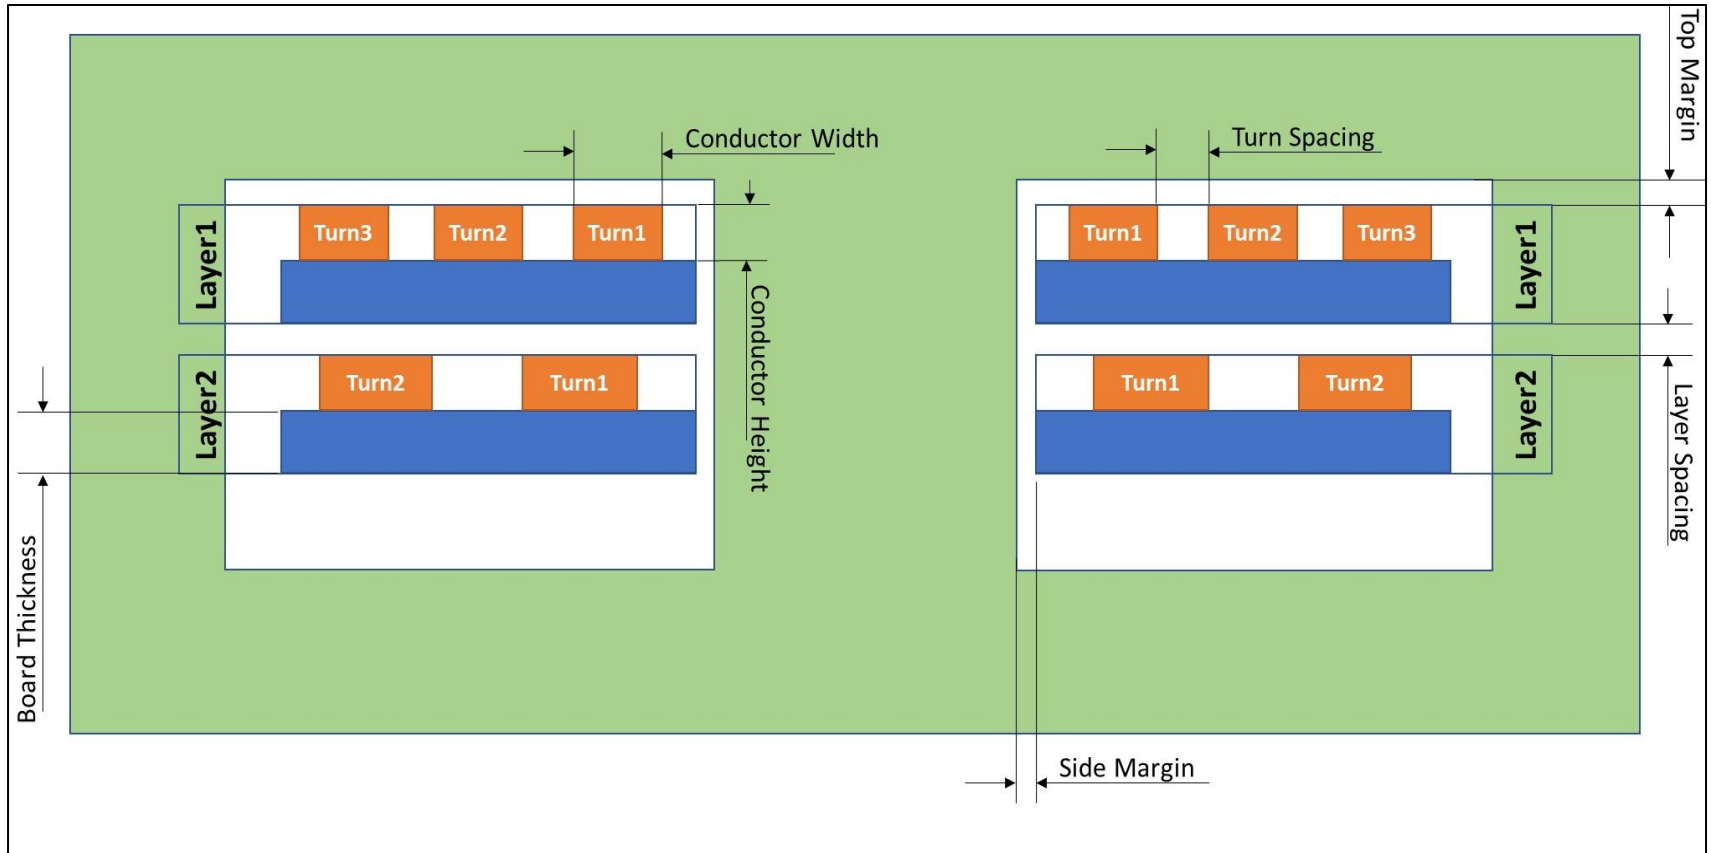 Top Margin
Conductor Width
Turn Spacing
Layer1
Turn3 Turn2 Turn1
Turn1 Turn2 Turn3
Layer1
Conductor Height
Layer2
Turn2 Turn1
Turn1 Turn2
Layer2
Layer Spacing
Board Thickness
Side Margin